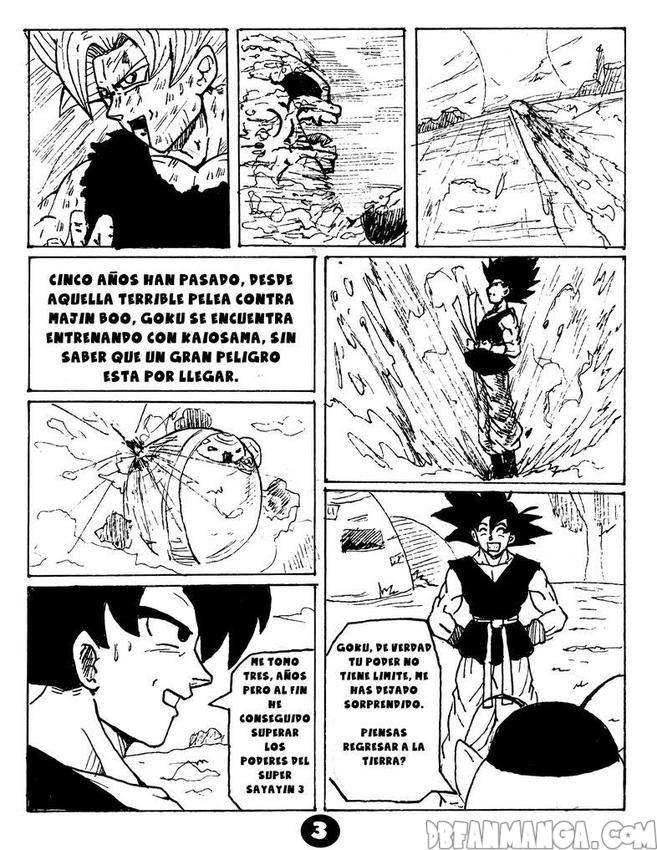 CINCO AÑOS HAN PASADO, DESDE
AQUELLA TERRIBLE PELEA CONTRA
MAJIN BOO, GOKU SE ENCUENTRA
ENTRENANDO CON KAIOSAMA, SIN
SABER QUE UN GRAN PELIGRO
ESTA POR LLEGAR.
ME TOMO
TRES, AÑOS
PERO AL FIN
HE
CONSEGUIDO
SUPERAR
LOS
PODERES DEL
SUPER
SAYAYIN 3
GOKU, DE VERDAD
TU PODER NO
TIENE LIMITE, ME
HAS DEJADO
SORPRENDIDO.
PIENSAS
REGRESAR A LA
TIERRA?
3
DBFANMANGA.COM